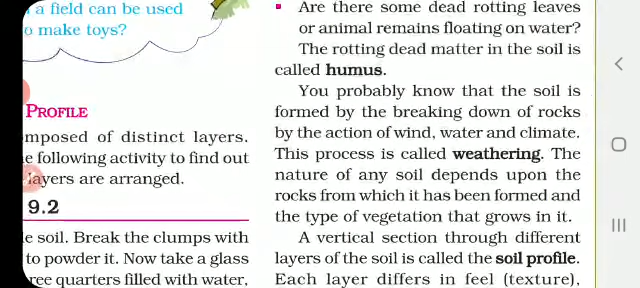 a field can be used
o make toys?
PROFILE
mposed of distinct layers.
e following activity to find out
layers are arranged.
9.2
e soil. Break the clumps with
to powder it. Now take a glass
ree quarters filled with water,
▪ Are there some dead rotting leaves
or animal remains floating on water?
The rotting dead matter in the soil is
called humus.
You probably know that the soil is
formed by the breaking down of rocks
by the action of wind, water and climate.
This process is called weathering. The
nature of any soil depends upon the
rocks from which it has been formed and
the type of vegetation that grows in it.
A vertical section through different
layers of the soil is called the soil profile.
Each layer differs in feel (texture),